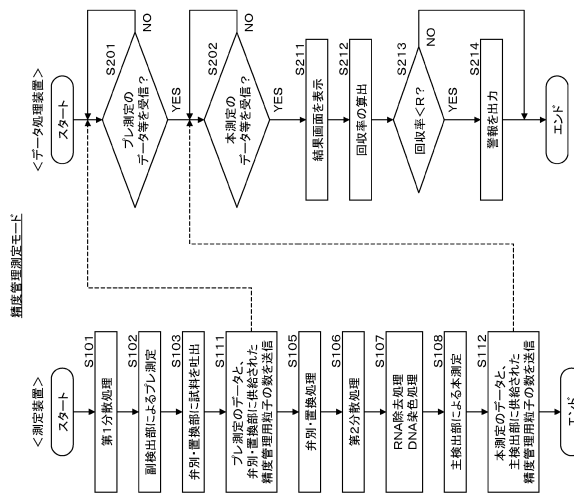 精度管理測定モード
<測定装置>
スタート
S101
第1分散処理
S102
副検出部によるプレ測定
S103
弁別・置換部に試料を吐出
S111
プレ測定のデータと、
弁別・置換部に供給された
精度管理用粒子の数を送信
S105
弁別・置換処理
S106
第2分散処理
S107
RNA除去処理
DNA染色処理
S108
主検出部による本測定
S112
本測定のデータと、
主検出部に供給された
精度管理用粒子の数を送信
エンド
<データ処理装置>
スタート
S201
プレ測定の
データ等を受信?
NO
YES
S202
本測定の
データ等を受信?
NO
YES
S211
結果画面を表示
S212
回収率の算出
S213
回収率<R?
NO
YES
S214
警報を出力
エンド